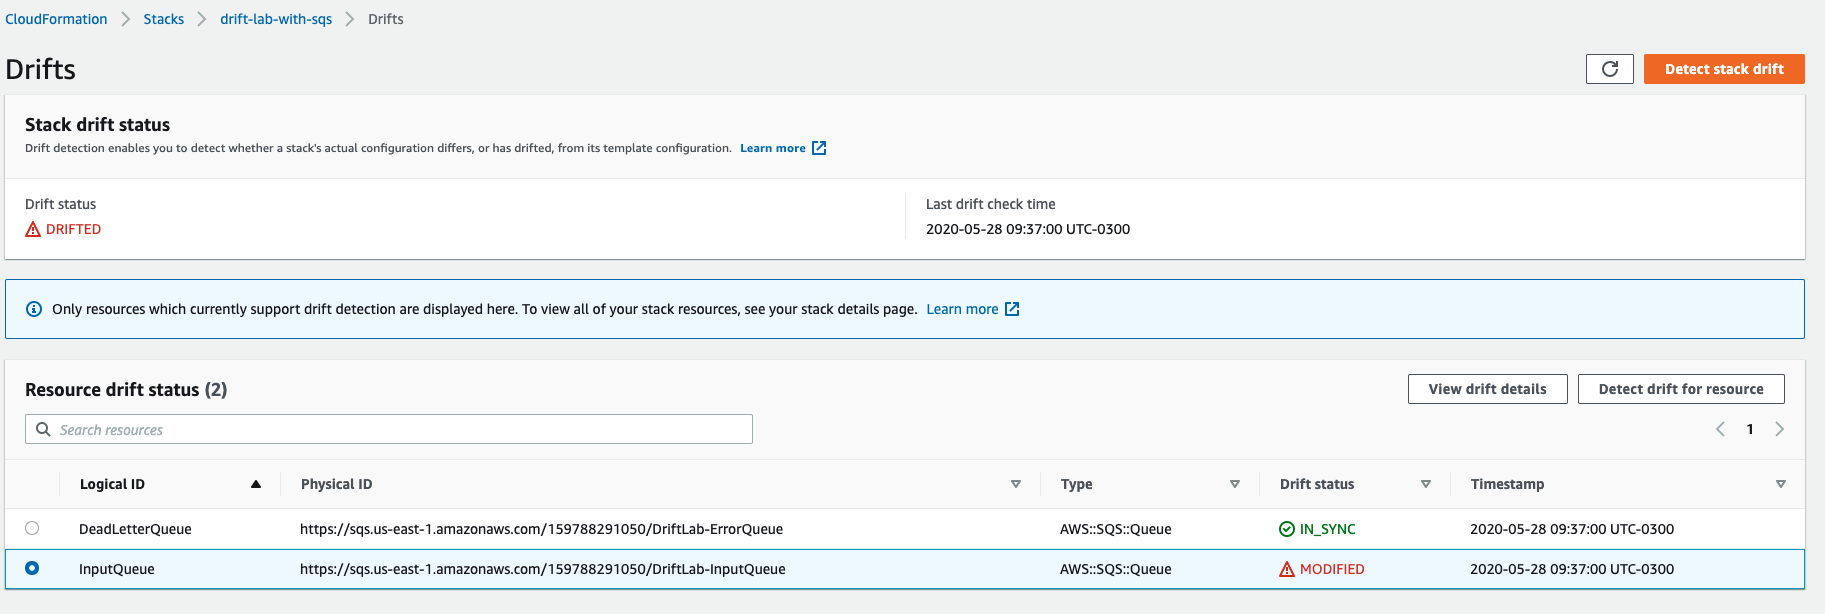 CloudFormation > Stacks > drift-lab-with-sqs > Drifts
Drifts
Detect stack drift
Stack drift status
Drift detection enables you to detect whether a stack's actual configuration differs, or has drifted, from its template configuration. Learn more
Drift status
DRIFTED
Last drift check time
2020-05-28 09:37:00 UTC-0300
Only resources which currently support drift detection are displayed here. To view all of your stack resources, see your stack details page. Learn more
Resource drift status (2)
View drift details
Detect drift for resource
Search resources
1
Logical ID Physical ID Type Drift status Timestamp
DeadLetterQueue https://sqs.us-east-1.amazonaws.com/159788291050/DriftLab-ErrorQueue AWS::SQS::Queue IN_SYNC 2020-05-28 09:37:00 UTC-0300
InputQueue https://sqs.us-east-1.amazonaws.com/159788291050/DriftLab-InputQueue AWS::SQS::Queue MODIFIED 2020-05-28 09:37:00 UTC-0300